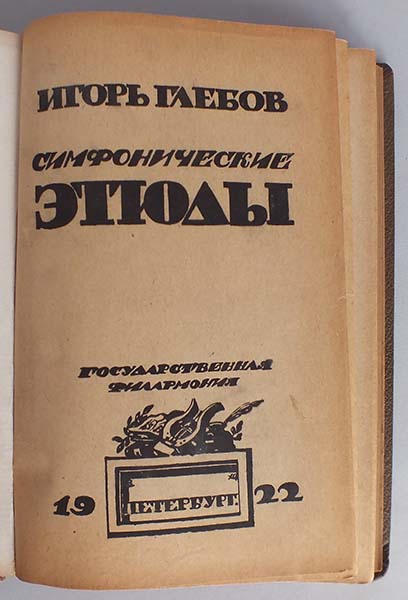 ИГОРЬ ГЛЕБОВ
СИМФОНИЧЕСКИЕ
ЭТЮДЫ
ГОСУДАРСТВЕННАЯ
ФИЛАРМОНИЯ
19 ПЕТЕРБУРГ 22